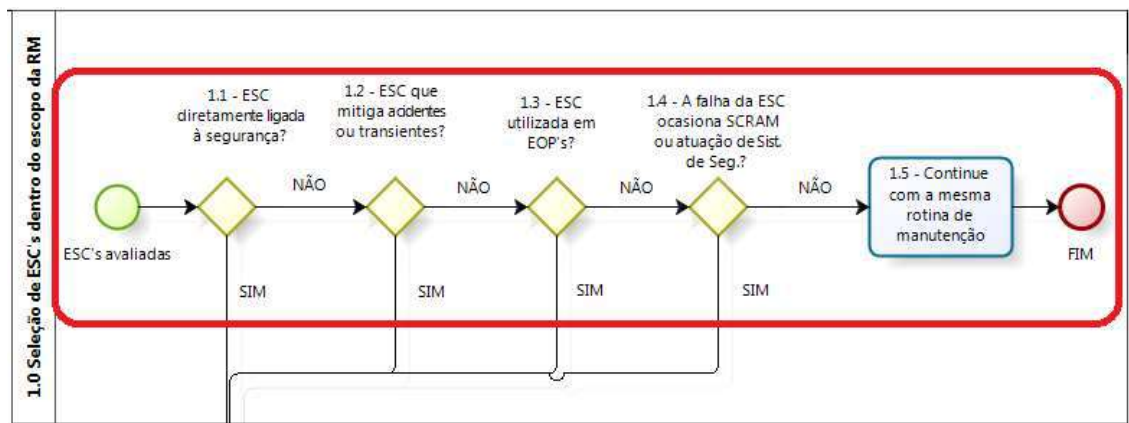 1.0 Seleção de ESC's dentro do escopo da RM
1.1 - ESC
diretamente ligada
à segurança?
1.2 - ESC que
mitiga acidentes
ou transientes?
1.3 - ESC
utilizada em
EOP's?
1.4 - A falha da ESC
ocasiona SCRAM
ou atuação de Sist.
de Seg.?
ESC's avaliadas
NÃO
NÃO
NÃO
NÃO
1.5 - Continue
com a mesma
rotina de
manutenção
FIM
SIM
SIM
SIM
SIM